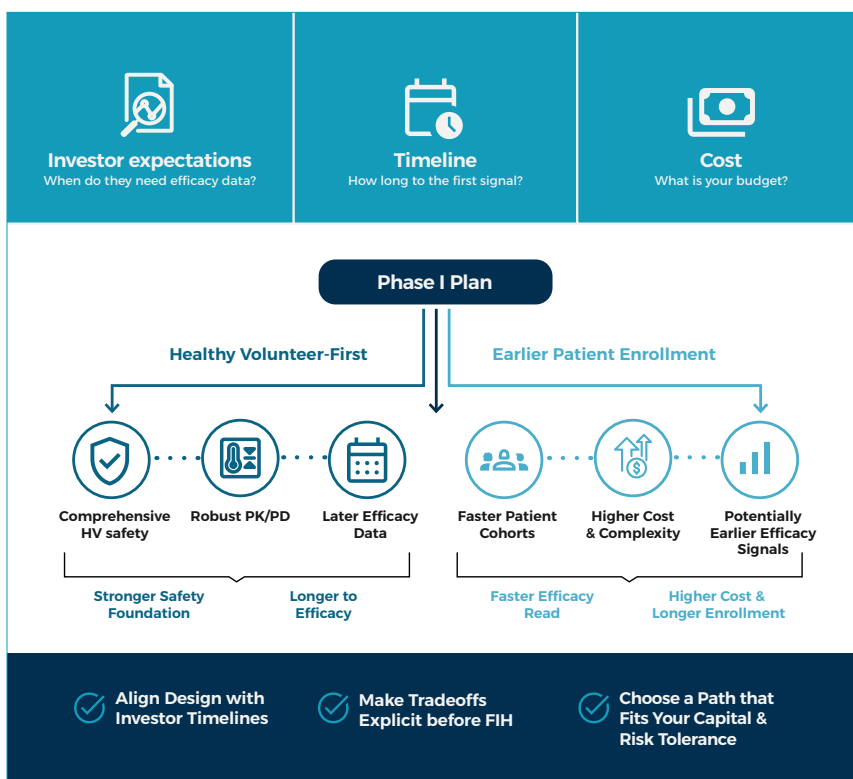 Investor expectations
When do they need efficacy data?
Timeline
How long to the first signal?
Cost
What is your budget?
Phase I Plan
Healthy Volunteer-First
Earlier Patient Enrollment
Comprehensive
HV safety
Robust PK/PD
Later Efficacy
Data
Faster Patient
Cohorts
Higher Cost
& Complexity
$
Potentially
Earlier Efficacy
Signals
Stronger Safety
Foundation
Longer to
Efficacy
Faster Efficacy
Read
Higher Cost &
Longer Enrollment
Align Design with
Investor Timelines
Make Tradeoffs
Explicit before FIH
Choose a Path that
Fits Your Capital &
Risk Tolerance